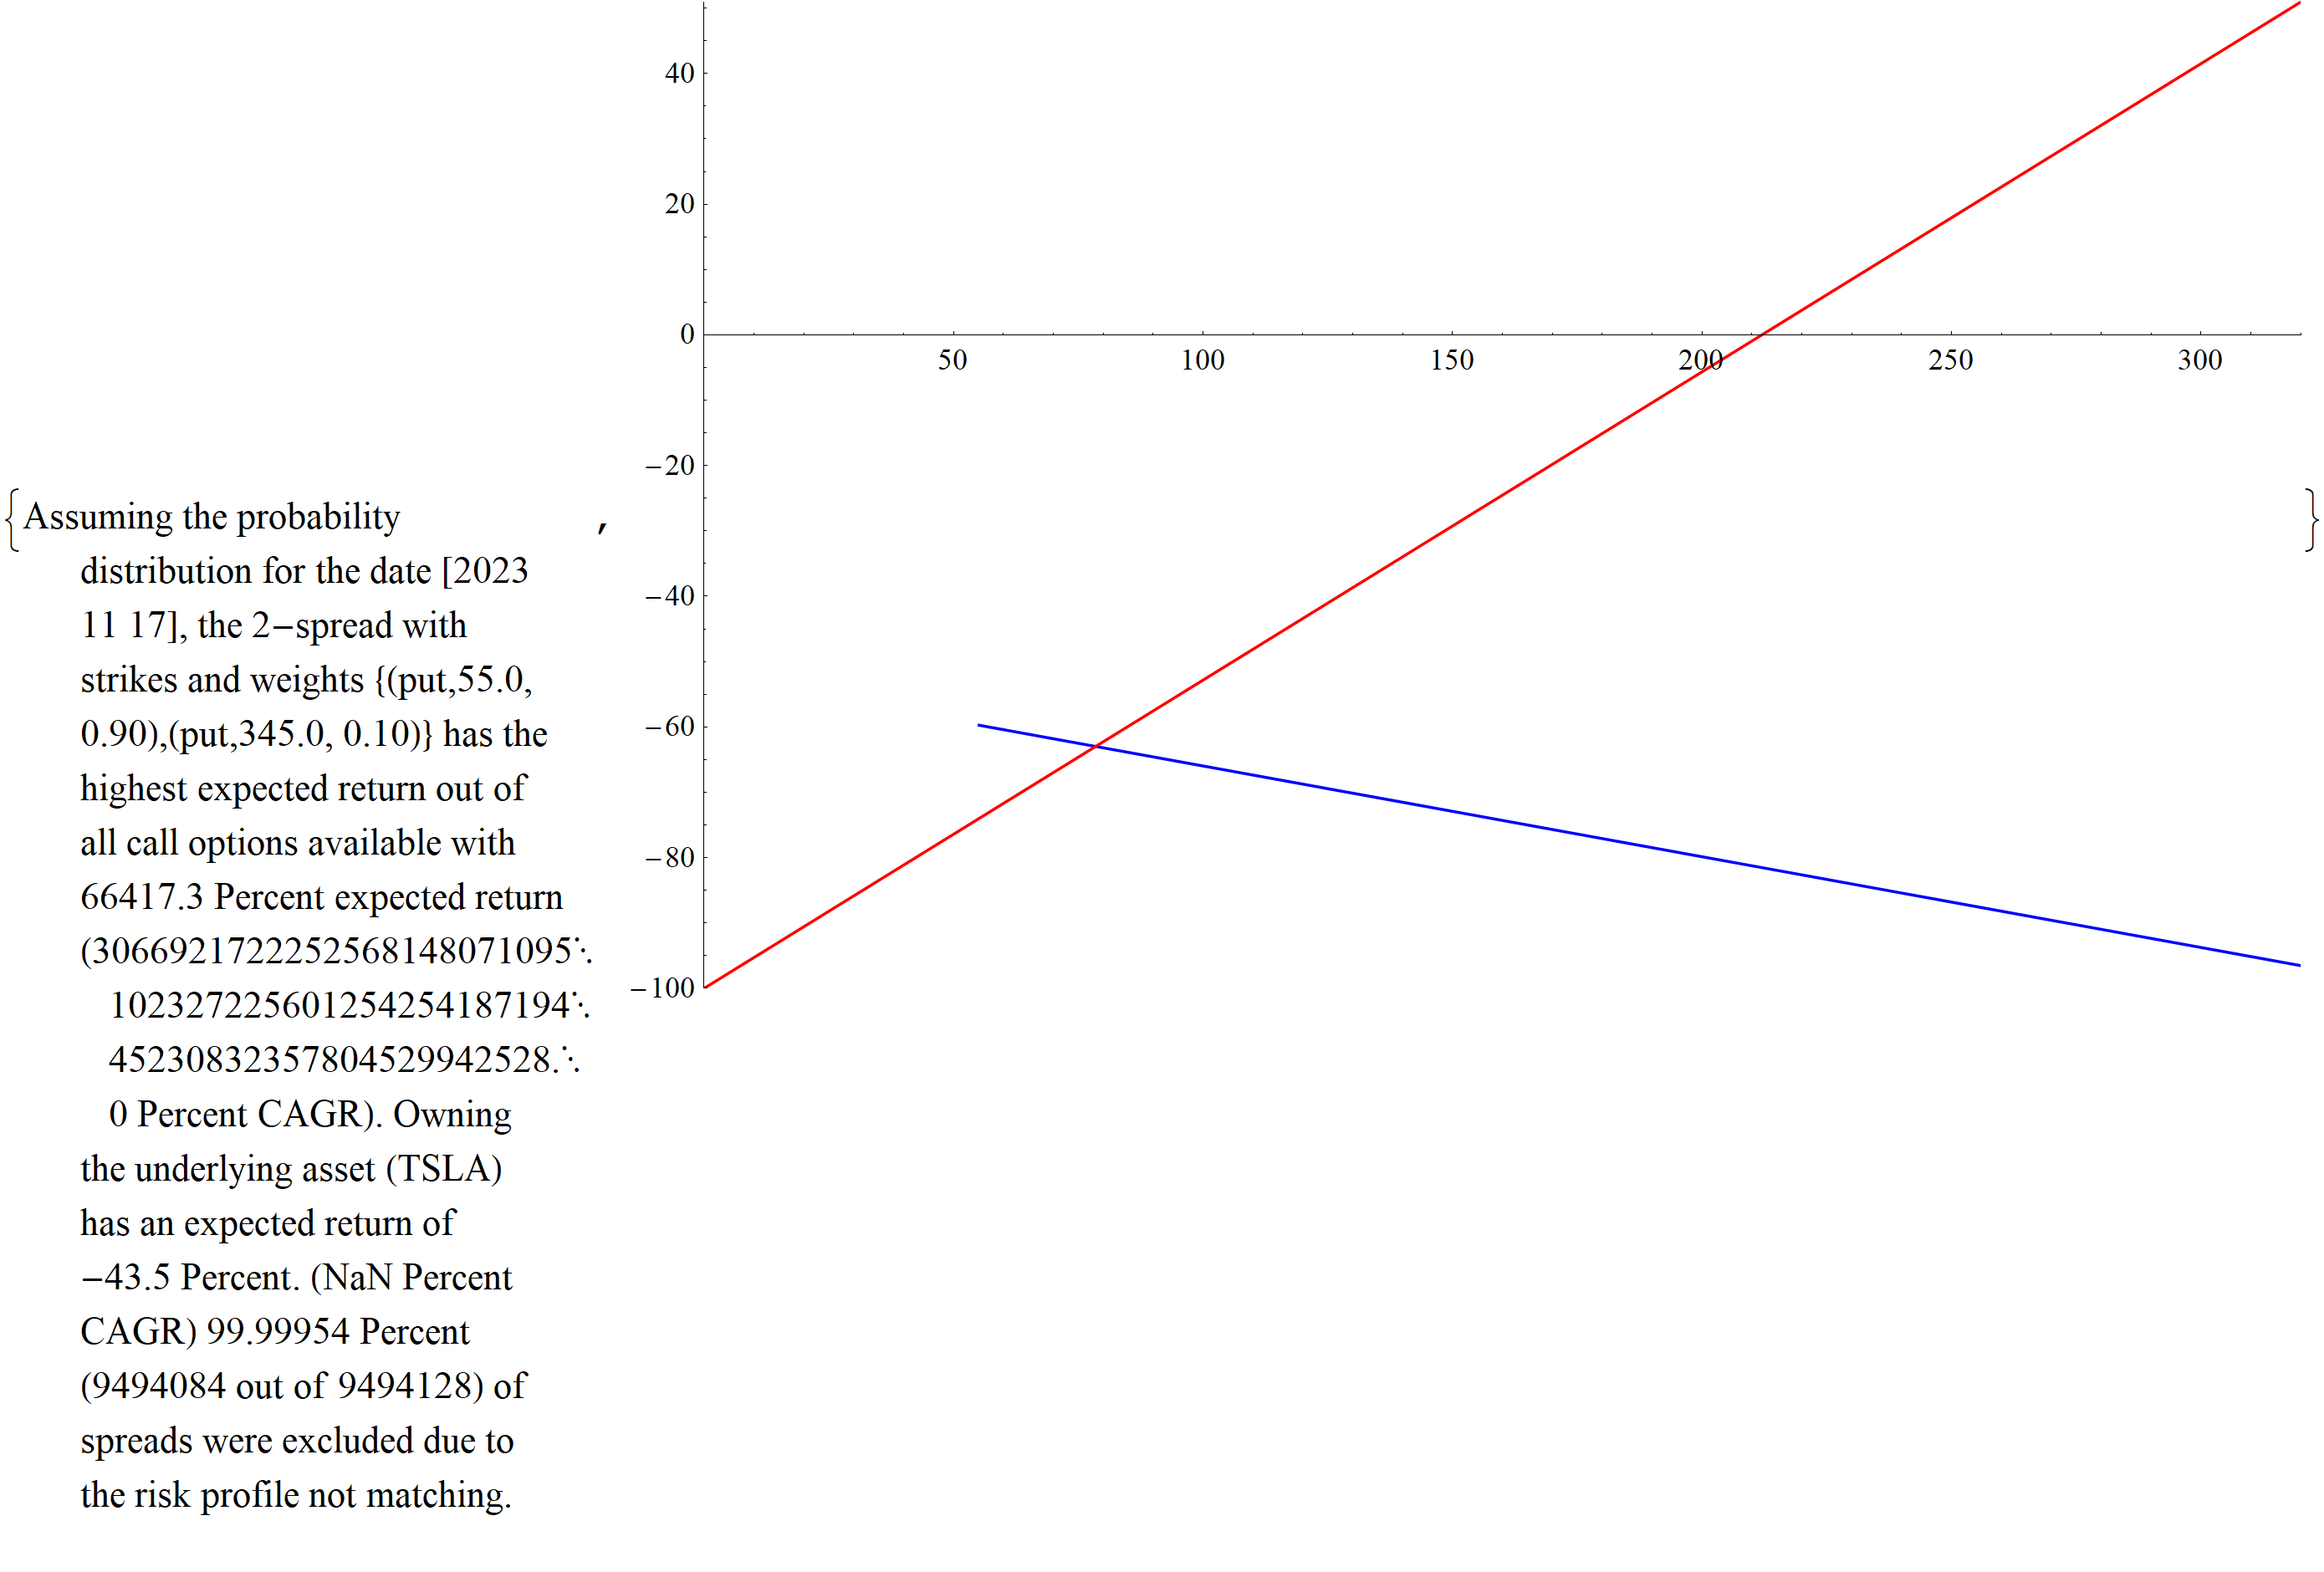 40
20
0
50 100 150 200 250 300
−20
−40
−60
−80
−100
{Assuming the probability ,}
distribution for the date [2023
11 17], the 2−spread with
strikes and weights {(put,55.0,
0.90),(put,345.0, 0.10)} has the
highest expected return out of
all call options available with
66417.3 Percent expected return
(3066921722252568148071095⋱
1023272256012542541871​94⋱
45230832357804529942528.⋱
0 Percent CAGR). Owning
the underlying asset (TSLA)
has an expected return of
−43.5 Percent. (NaN Percent
CAGR) 99.99954 Percent
(9494084 out of 9494128) of
spreads were excluded due to
the risk profile not matching.